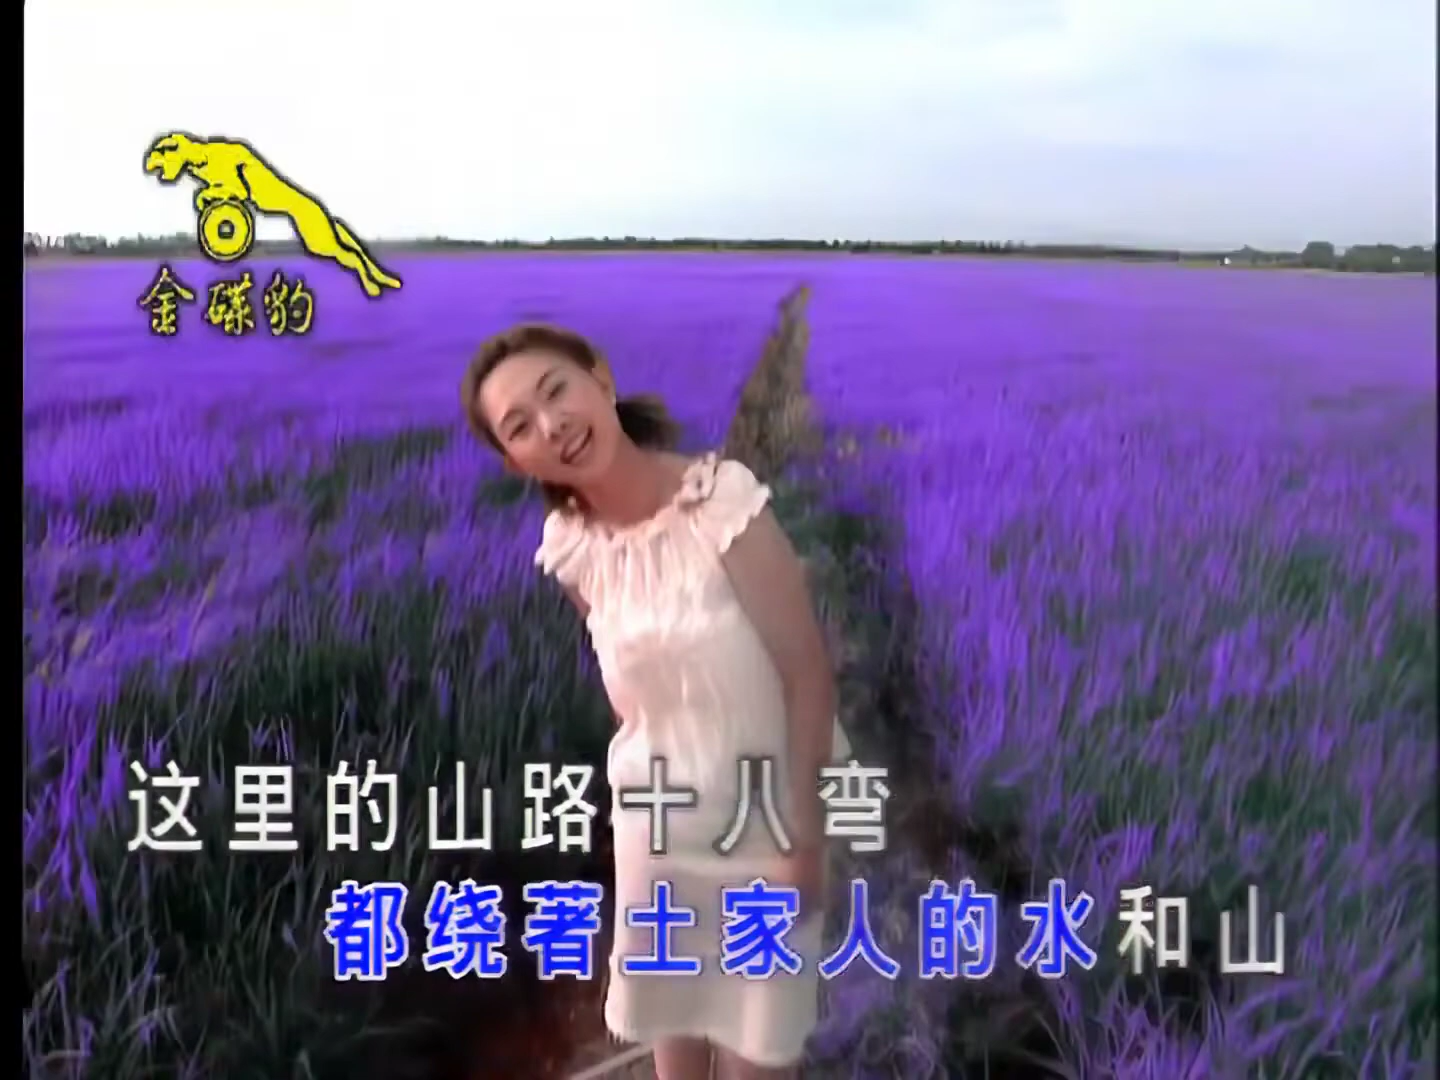 金碟豹
这里的山路十八弯
都绕著土家人的水和山